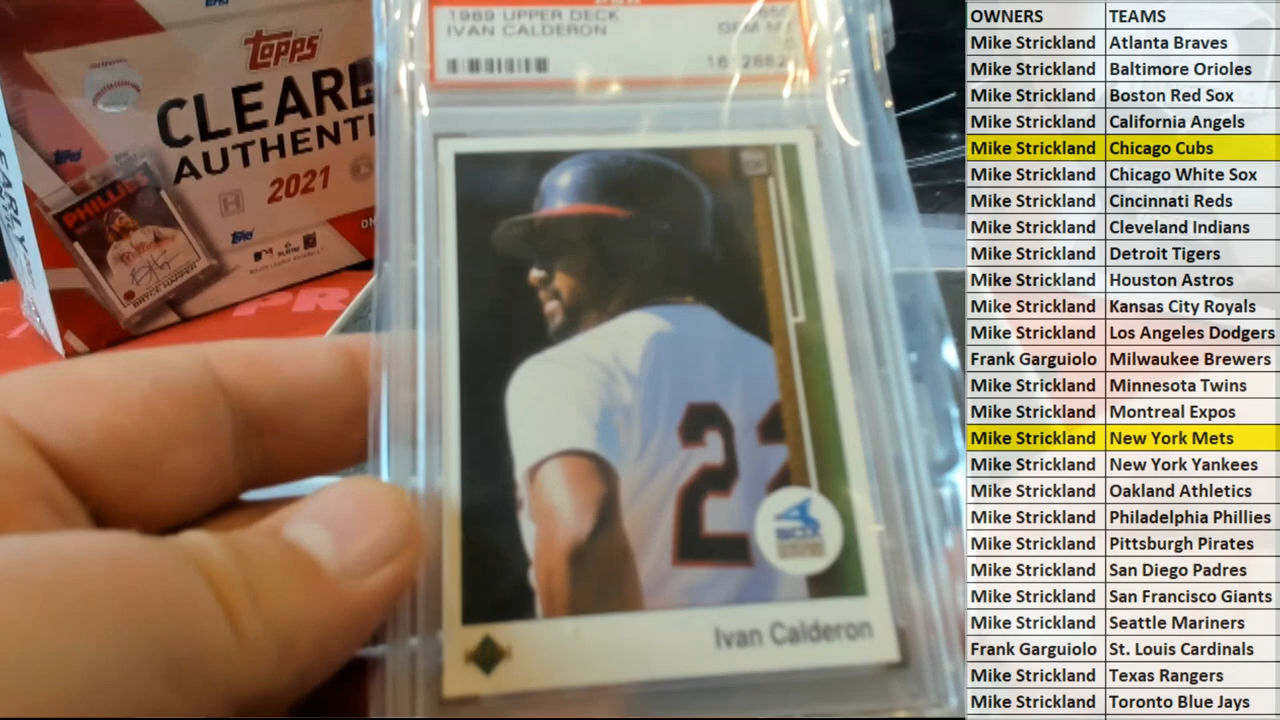 Topps
CLEARL
AUTHENTI
2021
PHILLIES
BRYCE HARPER
1989 UPPER DECK
IVAN CALDERON
GEM MT
22
SOX
Ivan Calderon
OWNERS TEAMS
Mike Strickland Atlanta Braves
Mike Strickland Baltimore Orioles
Mike Strickland Boston Red Sox
Mike Strickland California Angels
Mike Strickland Chicago Cubs
Mike Strickland Chicago White Sox
Mike Strickland Cincinnati Reds
Mike Strickland Cleveland Indians
Mike Strickland Detroit Tigers
Mike Strickland Houston Astros
Mike Strickland Kansas City Royals
Mike Strickland Los Angeles Dodgers
Frank Garguiolo Milwaukee Brewers
Mike Strickland Minnesota Twins
Mike Strickland Montreal Expos
Mike Strickland New York Mets
Mike Strickland New York Yankees
Mike Strickland Oakland Athletics
Mike Strickland Philadelphia Phillies
Mike Strickland Pittsburgh Pirates
Mike Strickland San Diego Padres
Mike Strickland San Francisco Giants
Mike Strickland Seattle Mariners
Frank Garguiolo St. Louis Cardinals
Mike Strickland Texas Rangers
Mike Strickland Toronto Blue Jays